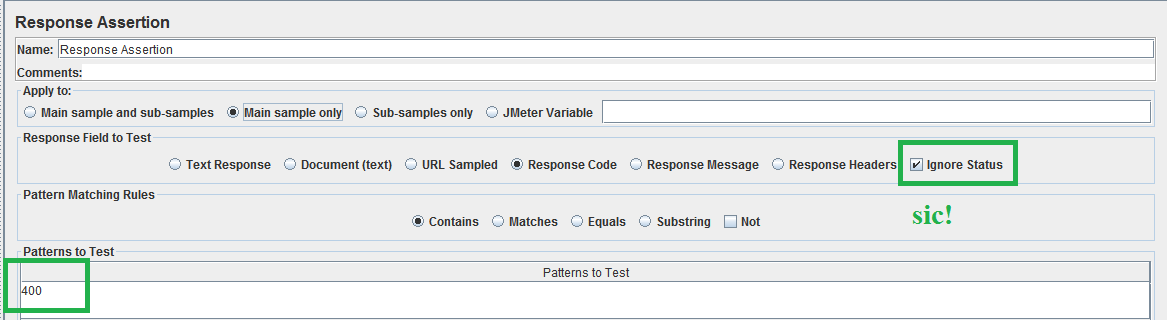 Response Assertion
Name: Response Assertion
Comments:
Apply to:
Main sample and sub-samples Main sample only Sub-samples only JMeter Variable
Response Field to Test
Text Response Document (text) URL Sampled Response Code Response Message Response Headers Ignore Status
Pattern Matching Rules
Contains Matches Equals Substring Not
sic!
Patterns to Test
Patterns to Test
400